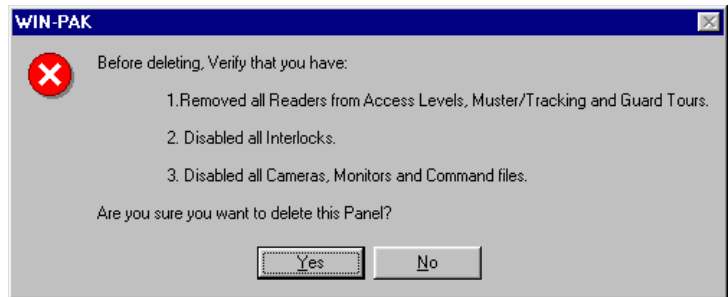 WIN-PAK
Before deleting, Verify that you have:
1.Removed all Readers from Access Levels, Muster/Tracking and Guard Tours.
2. Disabled all Interlocks.
3. Disabled all Cameras, Monitors and Command files.
Are you sure you want to delete this Panel?
Yes No